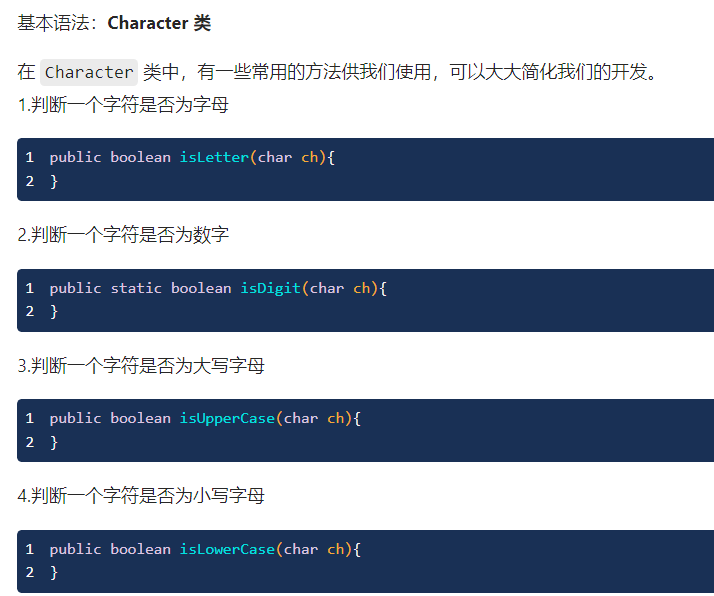 基本语法：Character 类
在 Character 类中，有一些常用的方法供我们使用，可以大大简化我们的开发。
1.判断一个字符是否为字母
1 public boolean isLetter(char ch){
2 }
2.判断一个字符是否为数字
1 public static boolean isDigit(char ch){
2 }
3.判断一个字符是否为大写字母
1 public boolean isUpperCase(char ch){
2 }
4.判断一个字符是否为小写字母
1 public boolean isLowerCase(char ch){
2 }